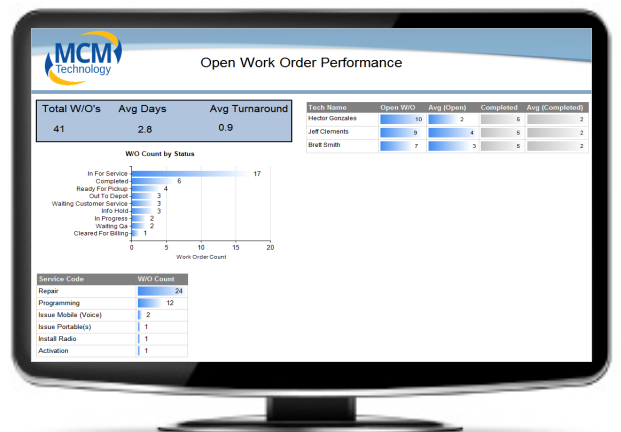 MCM
Technology
Open Work Order Performance
Total W/O's Avg Days Avg Turnaround
41 2.8 0.9
Tech Name Open W/O Avg (Open) Completed Avg (Completed)
Hector Gonzales 10 2 5 2
Jeff Clements 9 4 5 2
Brett Smith 7 3 5 2
W/O Count by Status
In For Service 17
Completed 6
Ready For Pickup 4
Out To Depot 3
Waiting Customer Service 3
Info Hold 3
In Progress 2
Waiting Qa 2
Cleared For Billing 1
0 5 10 15 20
Work Order Count
Service Code W/O Count
Repair 24
Programming 12
Issue Mobile (Voice) 2
Issue Portable(s) 1
Install Radio 1
Activation 1